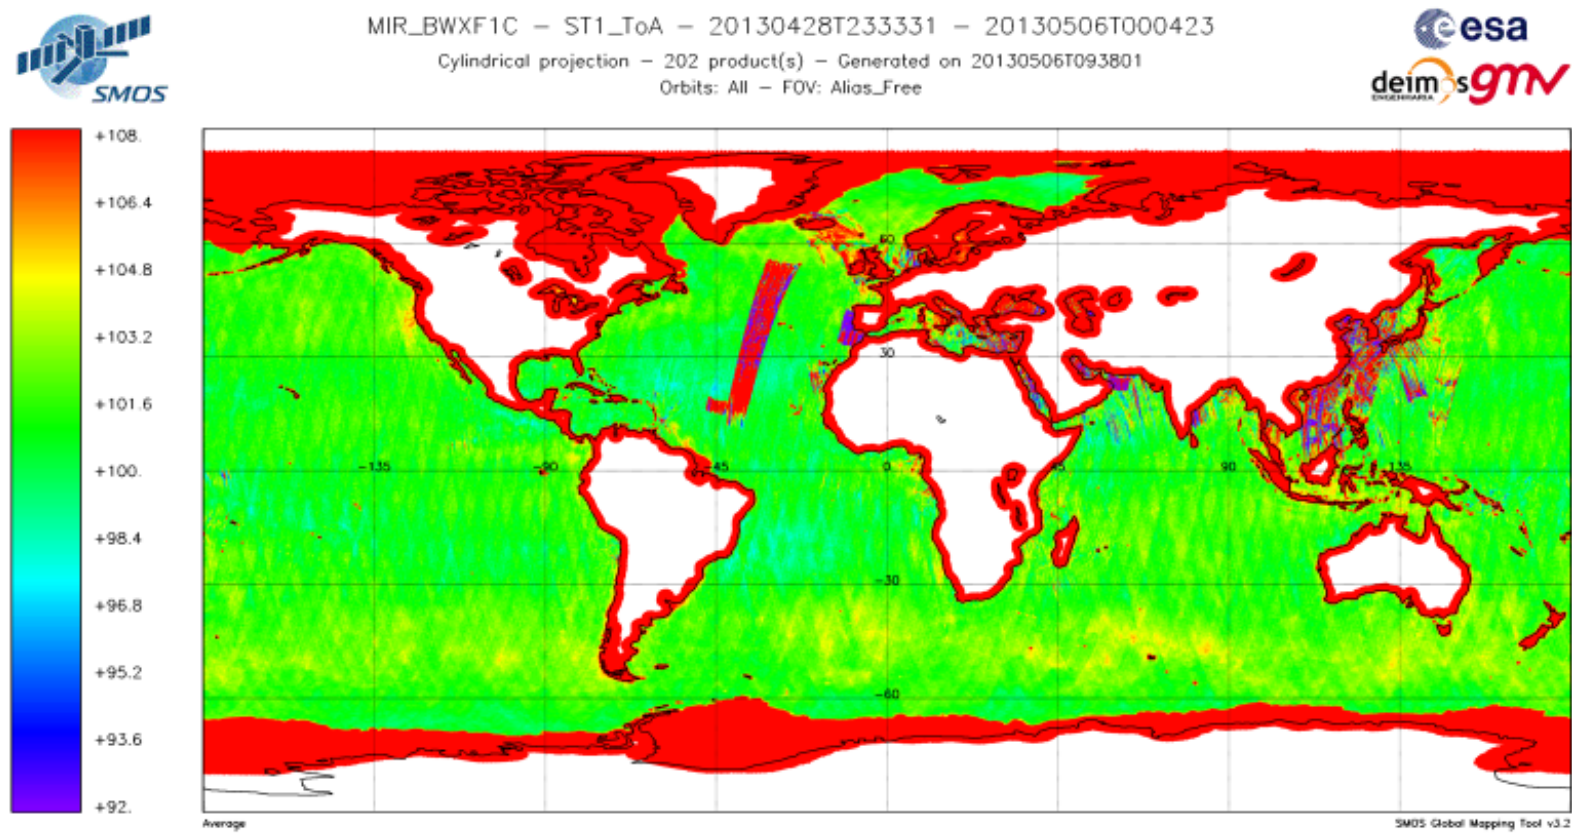 MIR_BWXF1C – ST1_ToA – 20130428T233331 – 20130506T000423
Cylindrical projection – 202 product(s) – Generated on 20130506T093801
Orbits: All – FOV: Alias_Free
SMOS
esa
deimos
ENGENHARIA
gmv
+108.
+106.4
+104.8
+103.2
+101.6
+100.
+98.4
+96.8
+95.2
+93.6
+92.
60
30
-135 -90 -45 0 45 90 135
-30
-60
Average
SMOS Global Mapping Tool v3.2